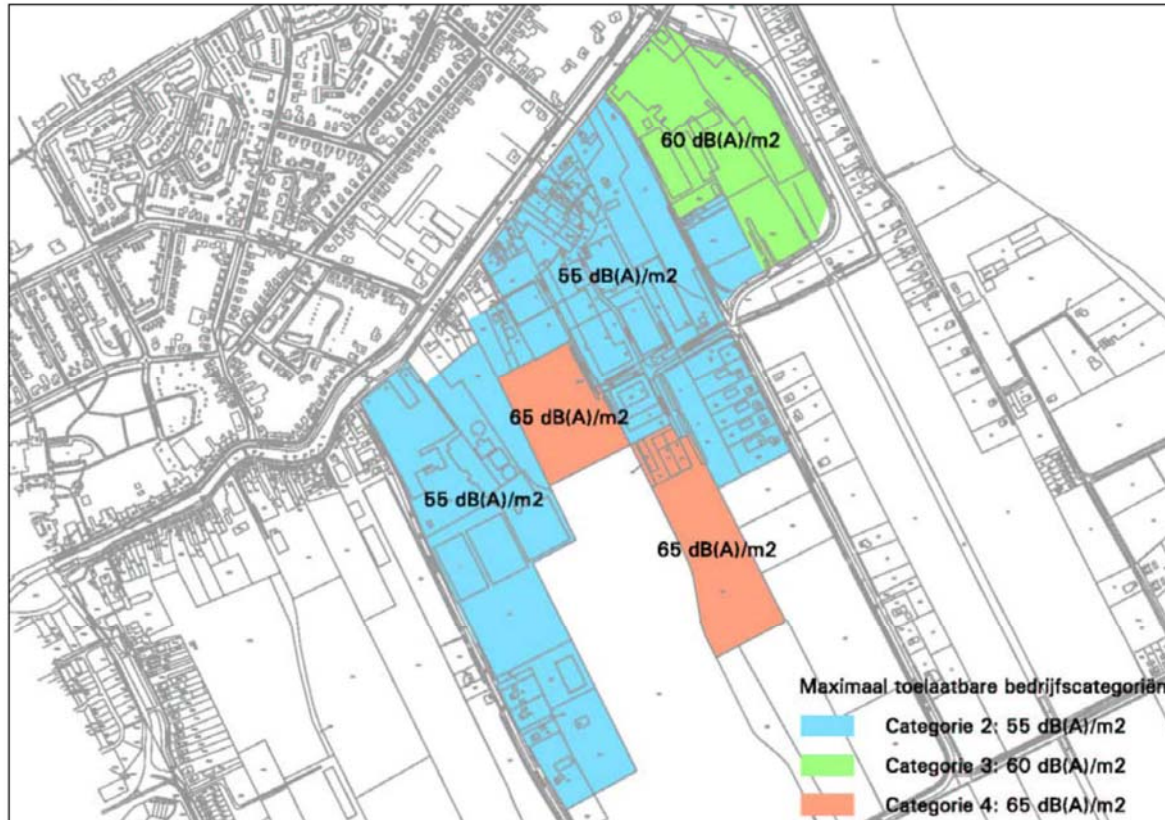 60 dB(A)/m2
55 dB(A)/m2
65 dB(A)/m2
55 dB(A)/m2
65 dB(A)/m2
Maximaal toelaatbare bedrijfscategoriën
Categorie 2: 55 dB(A)/m2
Categorie 3: 60 dB(A)/m2
Categorie 4: 65 dB(A)/m2